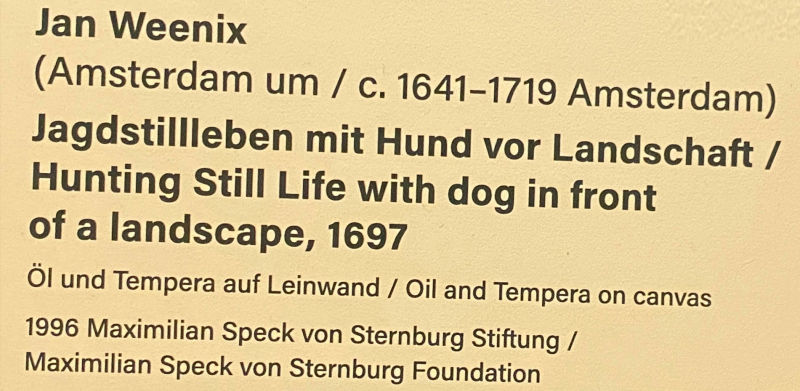 Jan Weenix
(Amsterdam um / c. 1641–1719 Amsterdam)
Jagdstillleben mit Hund vor Landschaft /
Hunting Still Life with dog in front
of a landscape, 1697
Öl und Tempera auf Leinwand / Oil and Tempera on canvas
1996 Maximilian Speck von Sternburg Stiftung /
Maximilian Speck von Sternburg Foundation